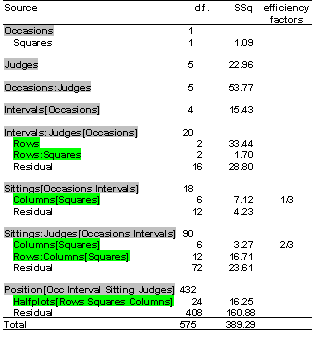 Source df. SSq efficiency factors
Occasions 1
Squares 1 1.09
Judges 5 22.96
Occasions:Judges 5 53.77
Intervals[Occasions] 4 15.43
Intervals:Judges[Occasions] 20
Rows 2 33.44
Rows:Squares 2 1.70
Residual 16 28.80
Sittings[Occasions Intervals] 18
Columns[Squares] 6 7.12 1/3
Residual 12 4.23
Sittings:Judges[Occasions Intervals] 90
Columns[Squares] 6 3.27 2/3
Rows:Columns[Squares] 12 16.71
Residual 72 23.61
Position[Occ Interval Sitting Judges] 432
Halfplots[Rows Squares Columns] 24 16.25
Residual 408 160.88
Total 575 389.29